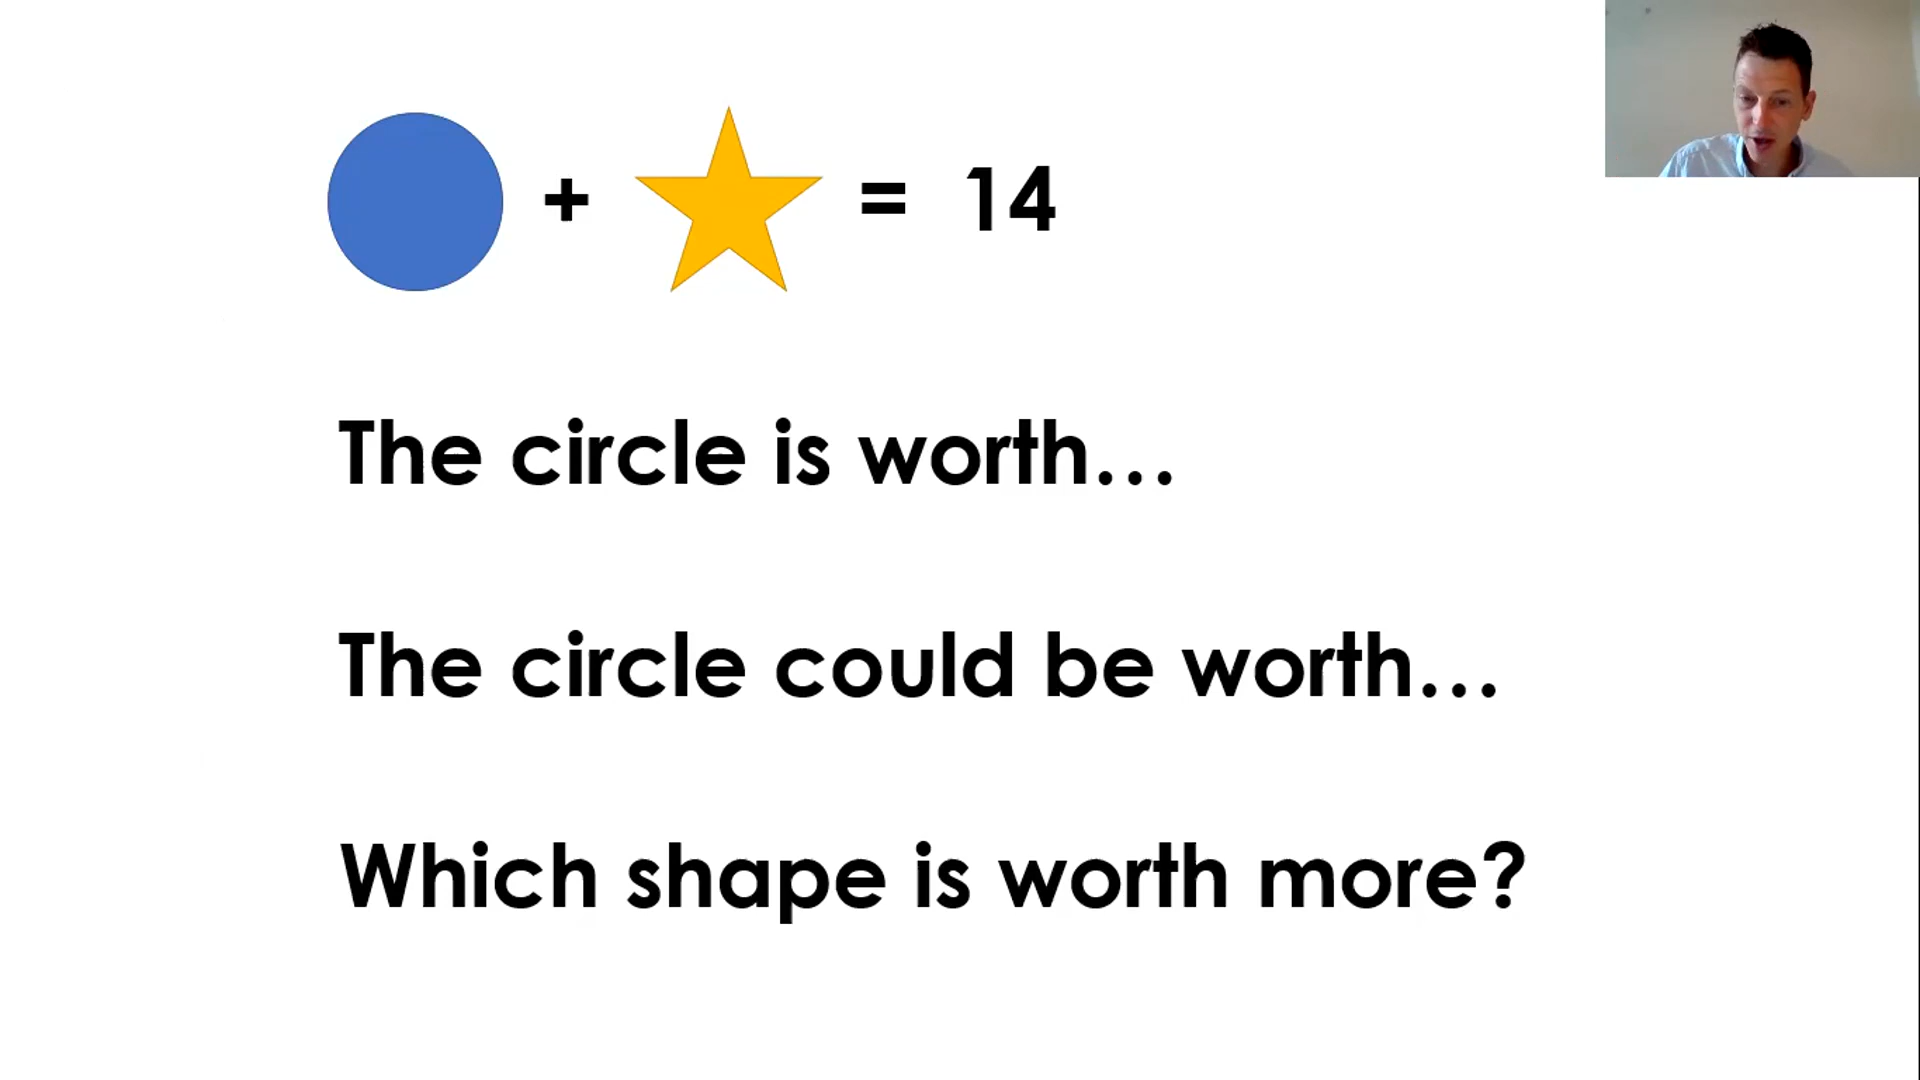 + = 14
The circle is worth…
The circle could be worth…
Which shape is worth more?